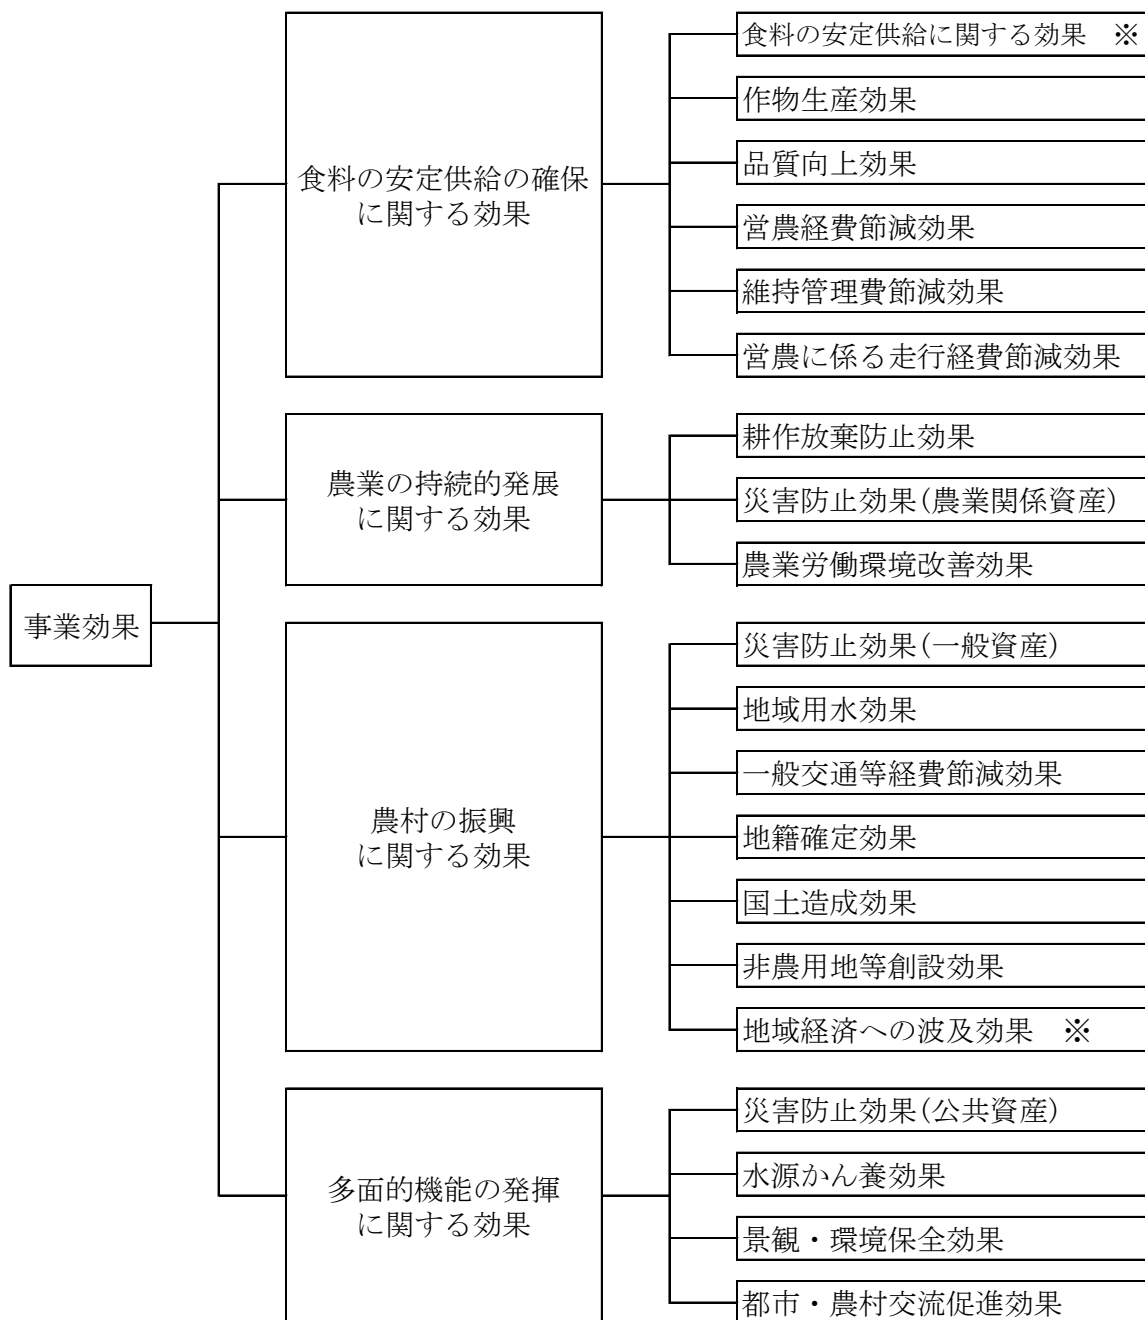 事業効果
食料の安定供給の確保
に関する効果
食料の安定供給に関する効果　※
作物生産効果
品質向上効果
営農経費節減効果
維持管理費節減効果
営農に係る走行経費節減効果
農業の持続的発展
に関する効果
耕作放棄防止効果
災害防止効果(農業関係資産)
農業労働環境改善効果
農村の振興
に関する効果
災害防止効果(一般資産)
地域用水効果
一般交通等経費節減効果
地籍確定効果
国土造成効果
非農用地等創設効果
地域経済への波及効果　※
多面的機能の発揮
に関する効果
災害防止効果(公共資産)
水源かん養効果
景観・環境保全効果
都市・農村交流促進効果